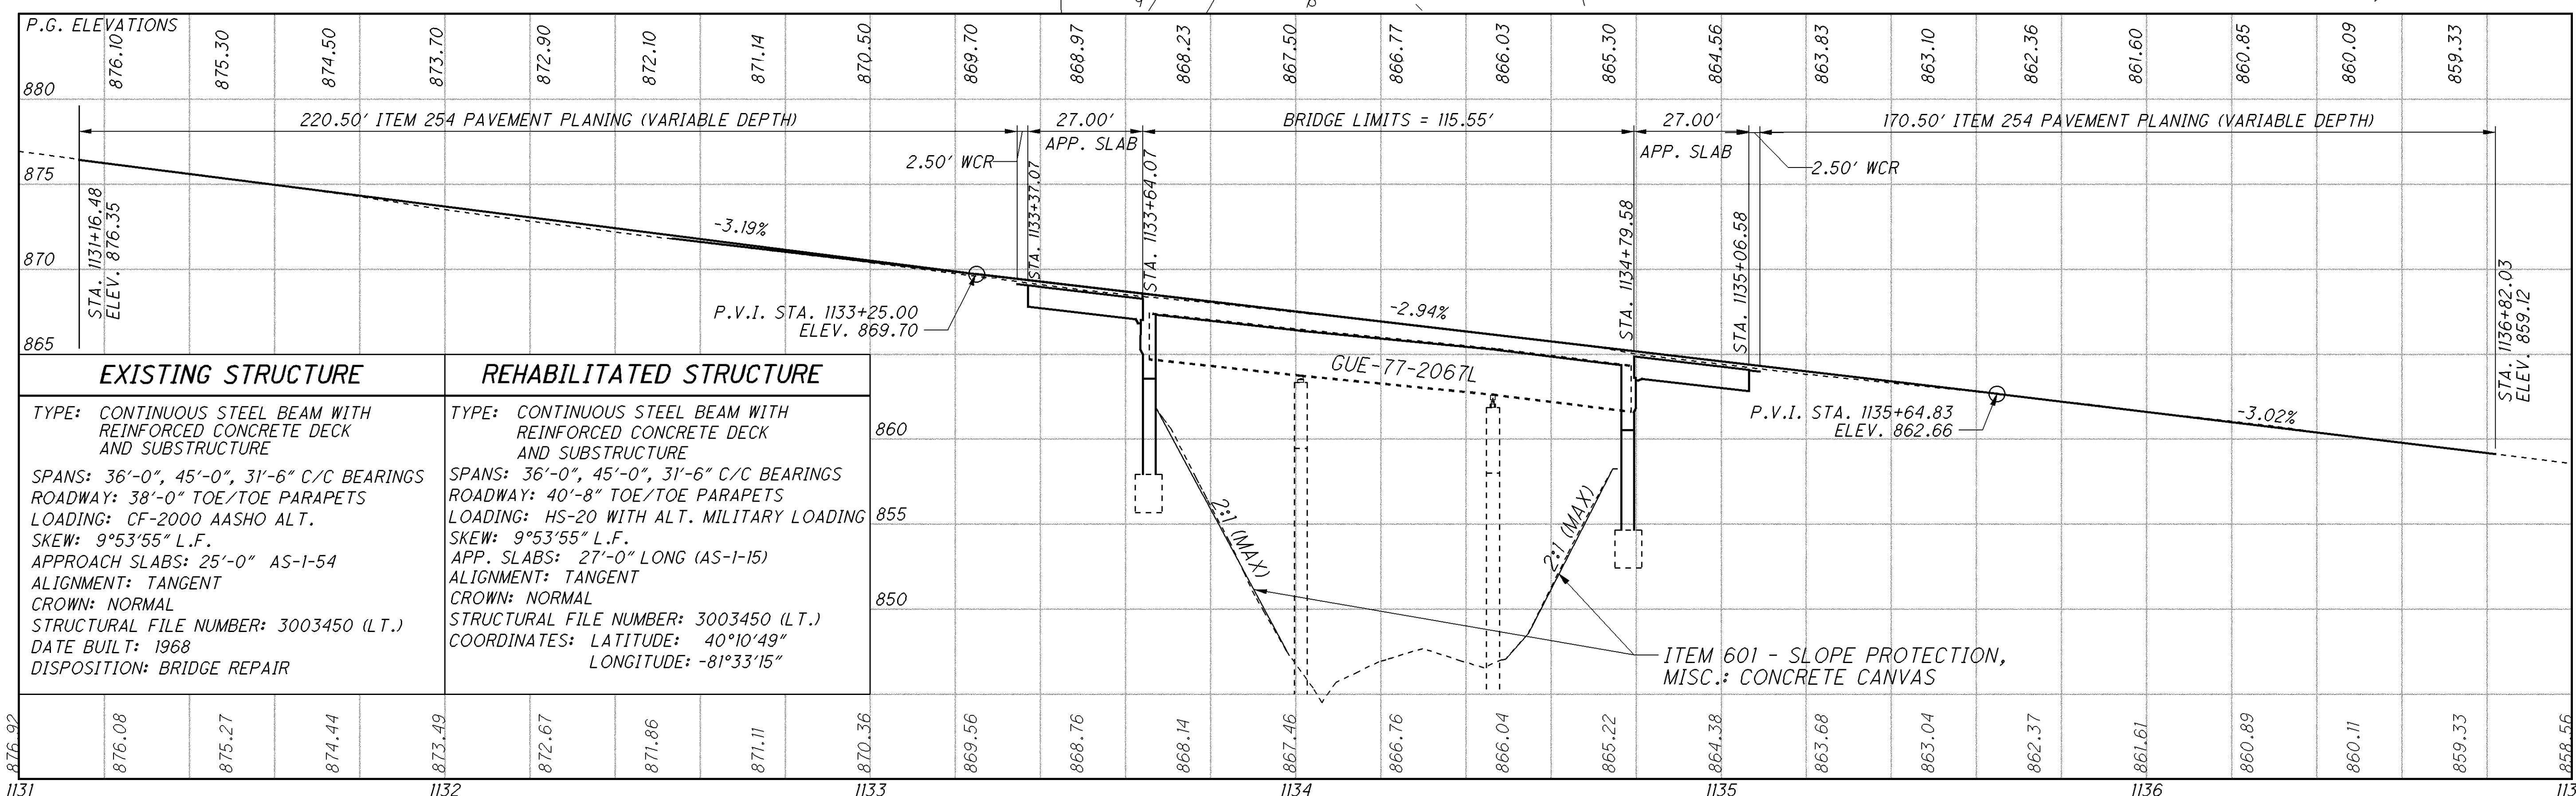 P.G. ELEVATIONS
876.10 875.30 874.50 873.70 872.90 872.10 871.14 870.50 869.70 868.97 868.23 867.50 866.77 866.03 865.30 864.56 863.83 863.10 862.36 861.60 860.85 860.09 859.33
880
220.50' ITEM 254 PAVEMENT PLANING (VARIABLE DEPTH)
27.00'
APP. SLAB
BRIDGE LIMITS = 115.55'
27.00'
APP. SLAB
170.50' ITEM 254 PAVEMENT PLANING (VARIABLE DEPTH)
2.50' WCR
2.50' WCR
875
STA. 1131+16.48
ELEV. 876.35
STA. 1133+37.07
STA. 1133+64.07
STA. 1134+79.58
STA. 1135+06.58
STA. 1136+82.03
ELEV. 859.12
-3.19%
-2.94%
-3.02%
870
P.V.I. STA. 1133+25.00
ELEV. 869.70
P.V.I. STA. 1135+64.83
ELEV. 862.66
865
GUE-77-2067L
EXISTING STRUCTURE
TYPE: CONTINUOUS STEEL BEAM WITH
REINFORCED CONCRETE DECK
AND SUBSTRUCTURE
SPANS: 36'-0", 45'-0", 31'-6" C/C BEARINGS
ROADWAY: 38'-0" TOE/TOE PARAPETS
LOADING: CF-2000 AASHO ALT.
SKEW: 9°53'55" L.F.
APPROACH SLABS: 25'-0" AS-1-54
ALIGNMENT: TANGENT
CROWN: NORMAL
STRUCTURAL FILE NUMBER: 3003450 (LT.)
DATE BUILT: 1968
DISPOSITION: BRIDGE REPAIR
REHABILITATED STRUCTURE
TYPE: CONTINUOUS STEEL BEAM WITH
REINFORCED CONCRETE DECK
AND SUBSTRUCTURE
SPANS: 36'-0", 45'-0", 31'-6" C/C BEARINGS
ROADWAY: 40'-8" TOE/TOE PARAPETS
LOADING: HS-20 WITH ALT. MILITARY LOADING
SKEW: 9°53'55" L.F.
APP. SLABS: 27'-0" LONG (AS-1-15)
ALIGNMENT: TANGENT
CROWN: NORMAL
STRUCTURAL FILE NUMBER: 3003450 (LT.)
COORDINATES: LATITUDE: 40°10'49"
LONGITUDE: -81°33'15"
860
855
850
2:1 (MAX)
2:1 (MAX)
ITEM 601 - SLOPE PROTECTION,
MISC.: CONCRETE CANVAS
876.92 876.08 875.27 874.44 873.49 872.67 871.86 871.11 870.36 869.56 868.76 868.14 867.46 866.76 866.04 865.22 864.38 863.68 863.04 862.37 861.61 860.89 860.11 859.33 858.56
1131 1132 1133 1134 1135 1136